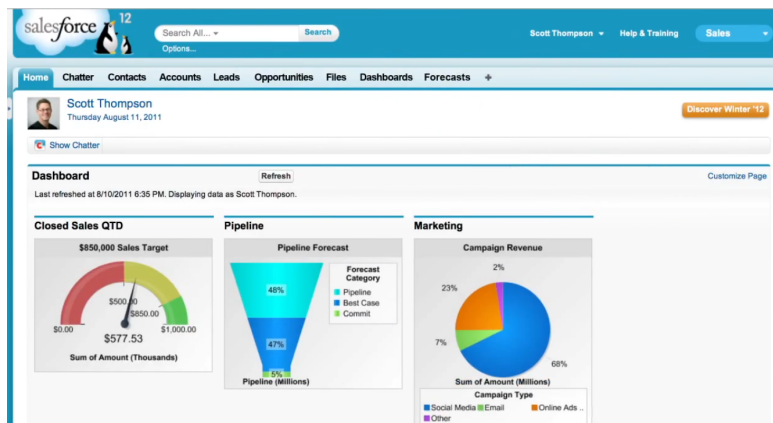 salesforce 12
Search All... Search
Options...
Scott Thompson Help & Training Sales
Home Chatter Contacts Accounts Leads Opportunities Files Dashboards Forecasts +
Scott Thompson
Thursday August 11, 2011
Discover Winter '12
Show Chatter
Dashboard Refresh Customize Page
Last refreshed at 8/10/2011 6:35 PM. Displaying data as Scott Thompson.
Closed Sales QTD
$850,000 Sales Target
$500.00
$850.00
$0.00 $1,000.00
$577.53
Sum of Amount (Thousands)
Pipeline
Pipeline Forecast
Forecast
Category
Pipeline
Best Case
Commit
48%
47%
5%
Pipeline (Millions)
Marketing
Campaign Revenue
2%
23%
7%
68%
Sum of Amount (Millions)
Campaign Type
Social Media Email Online Ads ..
Other